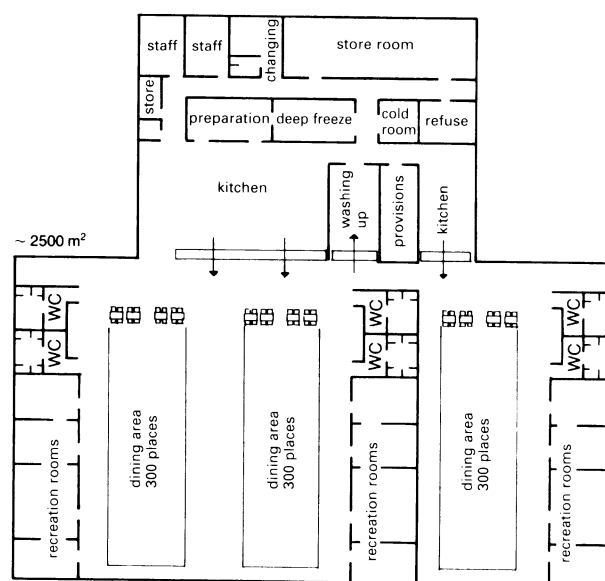 staff
staff
changing
store room
store
preparation
deep freeze
cold
room
refuse
kitchen
washing
up
provisions
kitchen
~ 2500 m²
WC
WC
WC
WC
WC
WC
dining area
300 places
dining area
300 places
dining area
300 places
recreation rooms
recreation rooms
recreation rooms